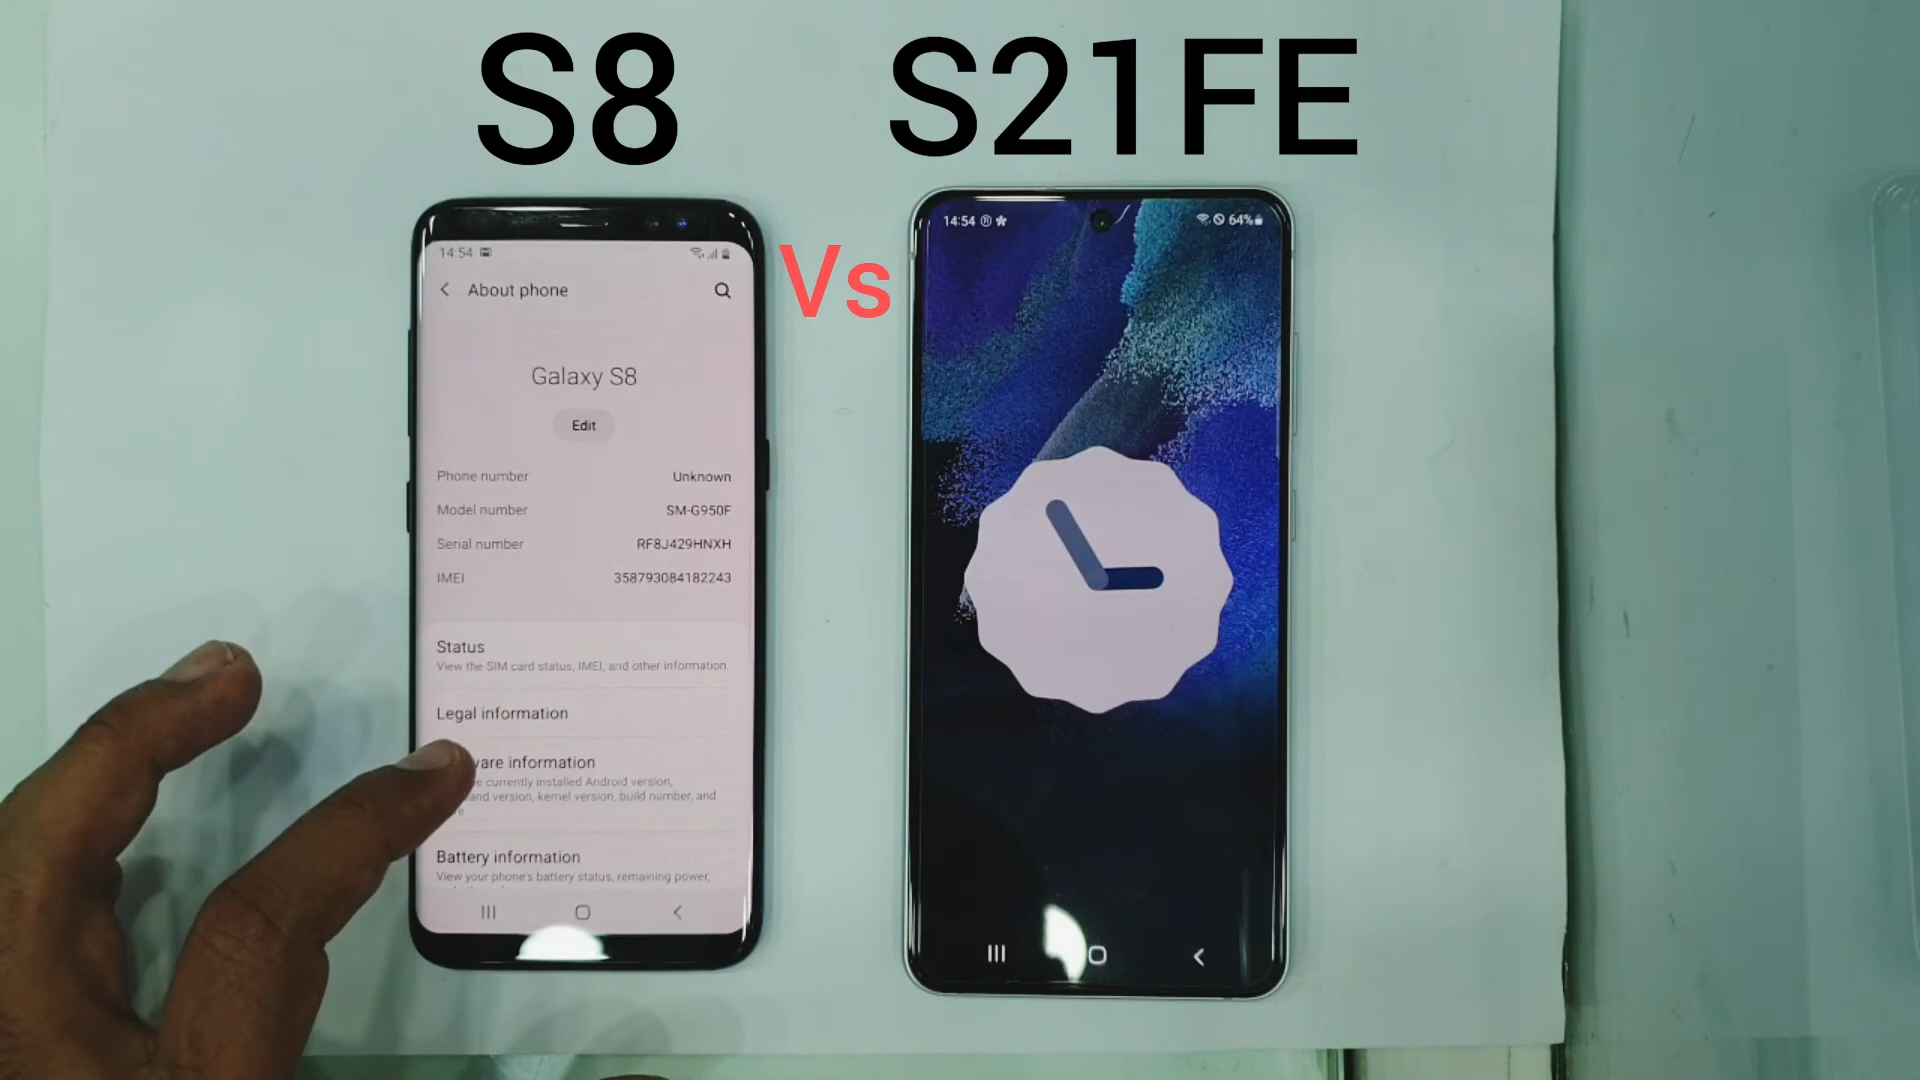 S8 S21FE
Vs
14:54
About phone
Galaxy S8
Edit
Phone number Unknown
Model number SM-G950F
Serial number RF8J429HNXH
IMEI 358793084182243
Status
View the SIM card status, IMEI, and other information.
Legal information
ware information
currently installed Android version,
and version, kernel version, build number, and
Battery information
View your phone's battery status, remaining power,
14:54 64%